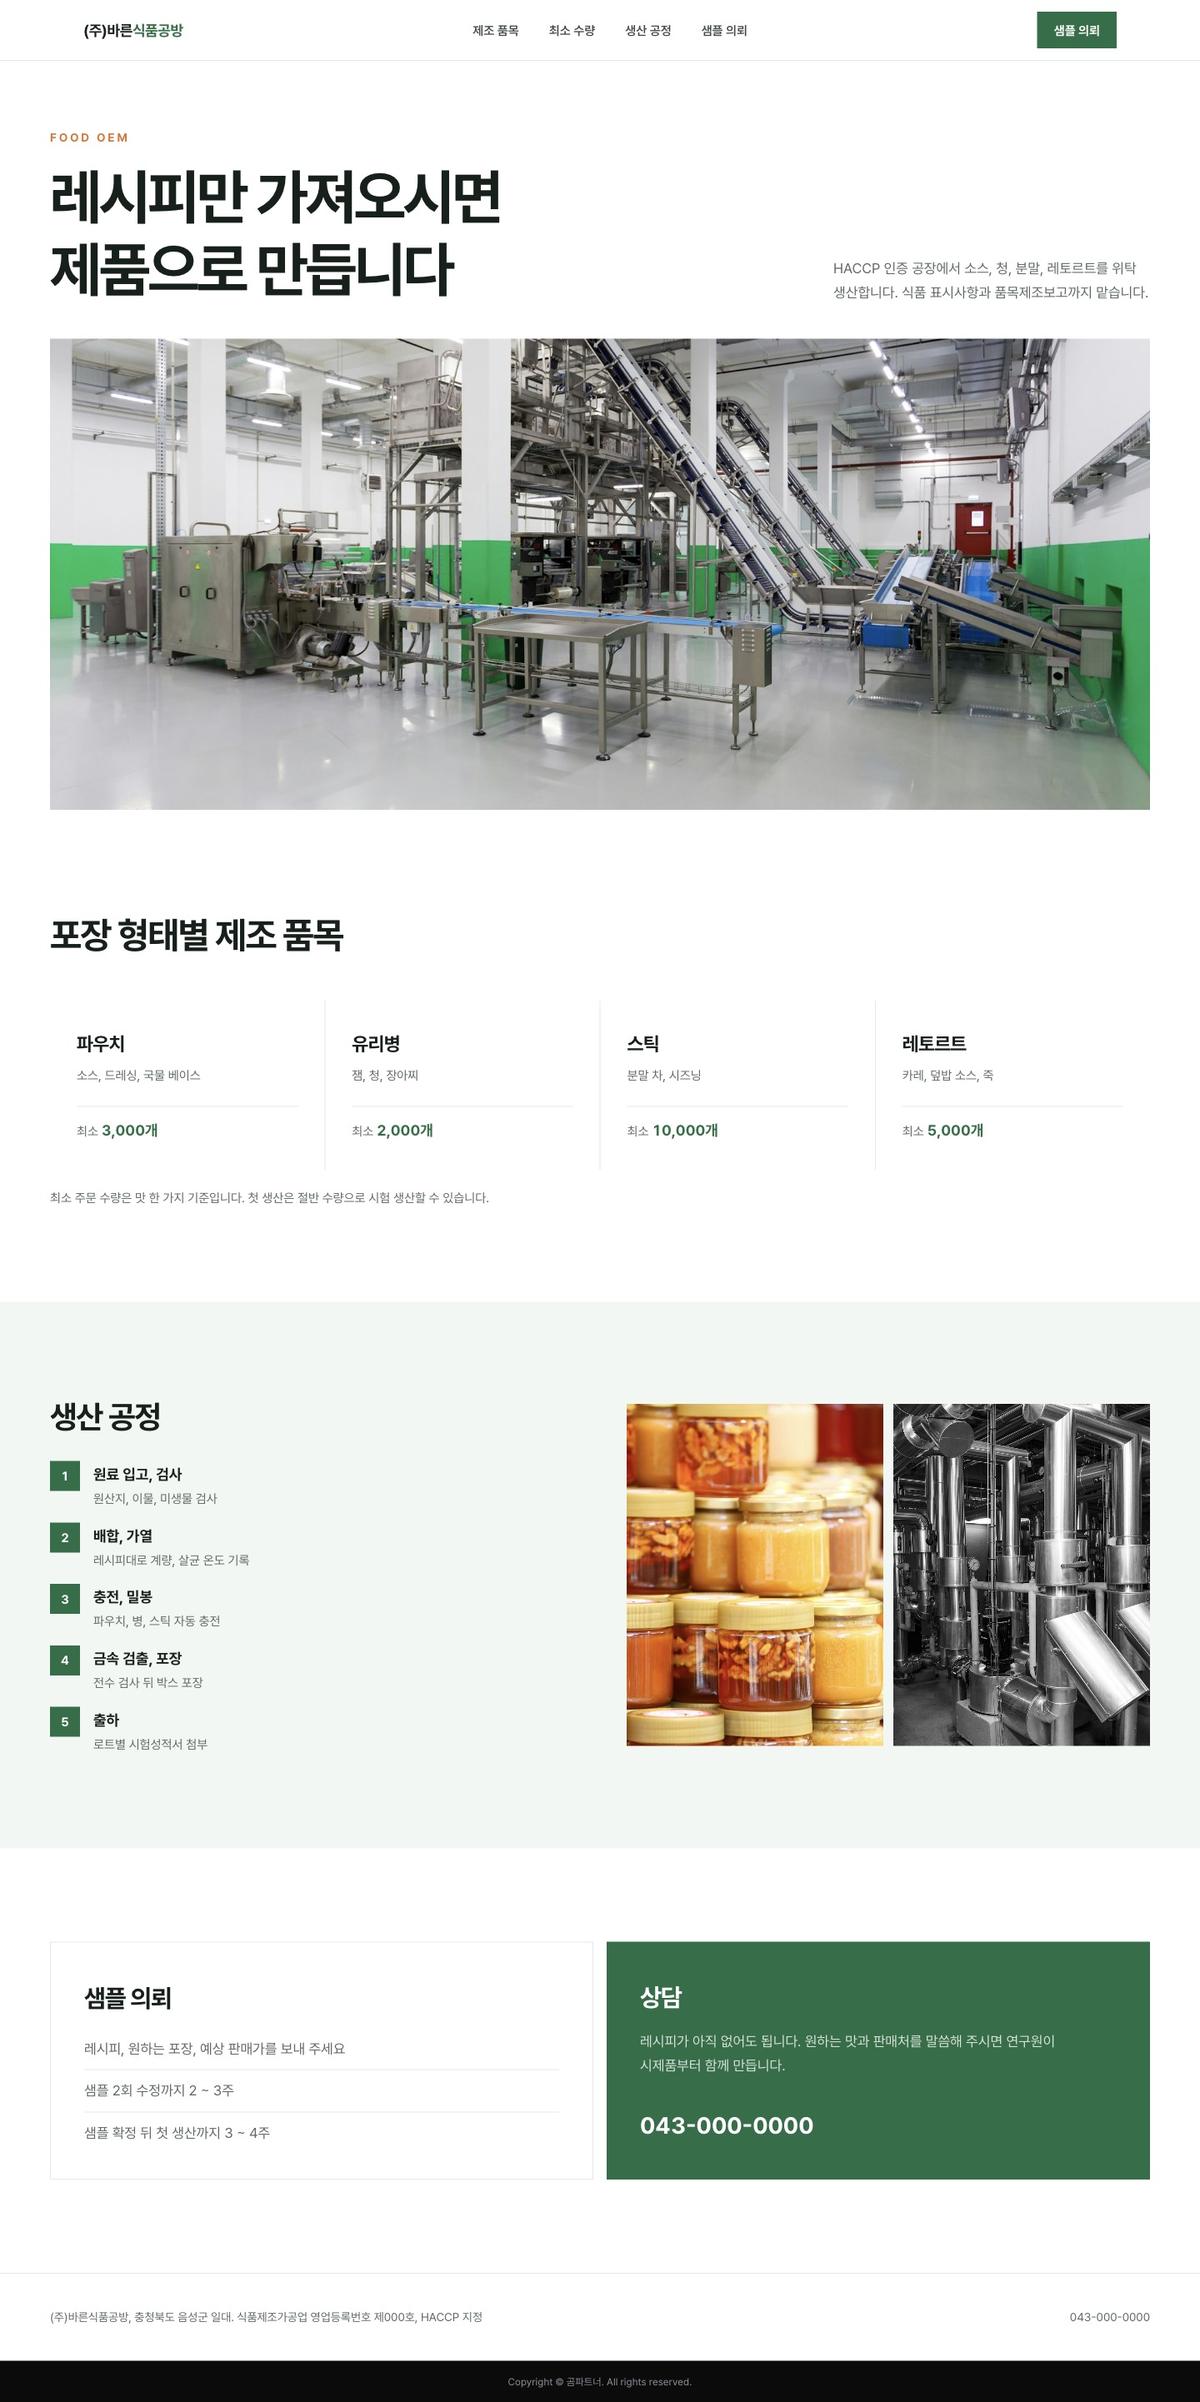 (주)바른식품공방
제조 품목
최소 수량
생산 공정
샘플 의뢰
샘플 의뢰
FOOD OEM
레시피만 가져오시면
제품으로 만듭니다
HACCP 인증 공장에서 소스, 청, 분말, 레토르트를 위탁
생산합니다. 식품 표시사항과 품목제조보고까지 맡습니다.
포장 형태별 제조 품목
파우치
소스, 드레싱, 국물 베이스
최소 3,000개
유리병
잼, 청, 장아찌
최소 2,000개
스틱
분말 차, 시즈닝
최소 10,000개
레토르트
카레, 덮밥 소스, 죽
최소 5,000개
최소 주문 수량은 맛 한 가지 기준입니다. 첫 생산은 절반 수량으로 시험 생산할 수 있습니다.
생산 공정
1
원료 입고, 검사
원산지, 이물, 미생물 검사
2
배합, 가열
레시피대로 계량, 살균 온도 기록
3
충전, 밀봉
파우치, 병, 스틱 자동 충전
4
금속 검출, 포장
전수 검사 뒤 박스 포장
5
출하
로트별 시험성적서 첨부
샘플 의뢰
레시피, 원하는 포장, 예상 판매가를 보내 주세요
샘플 2회 수정까지 2 ~ 3주
샘플 확정 뒤 첫 생산까지 3 ~ 4주
상담
레시피가 아직 없어도 됩니다. 원하는 맛과 판매처를 말씀해 주시면 연구원이
시제품부터 함께 만듭니다.
043-000-0000
(주)바른식품공방, 충청북도 음성군 일대. 식품제조가공업 영업등록번호 제000호, HACCP 지정
043-000-0000
Copyright © 곰파트너. All rights reserved.